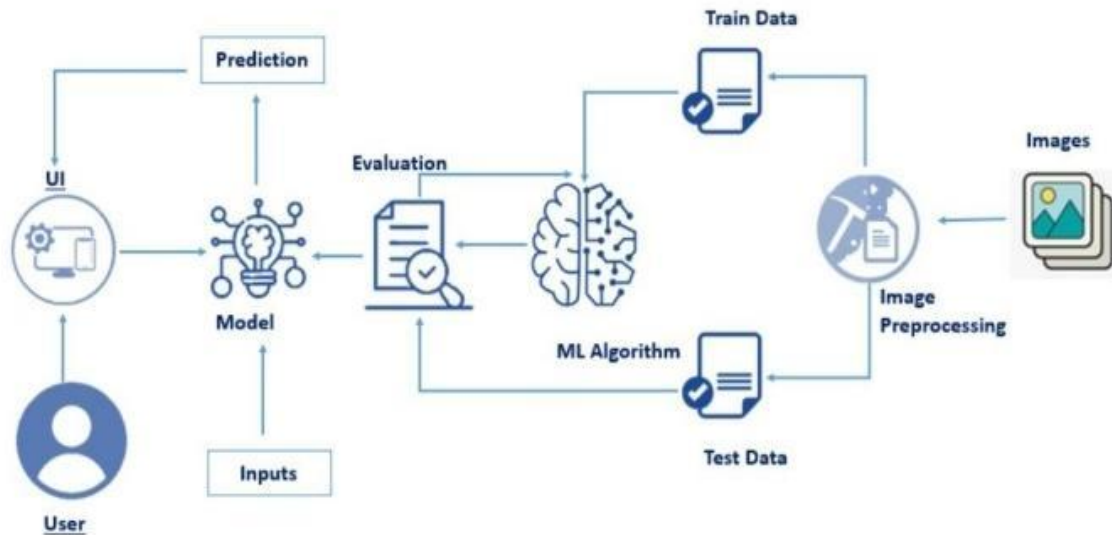 Train Data
Prediction
Images
Evaluation
UI
Image
Preprocessing
Model
ML Algorithm
Test Data
Inputs
User